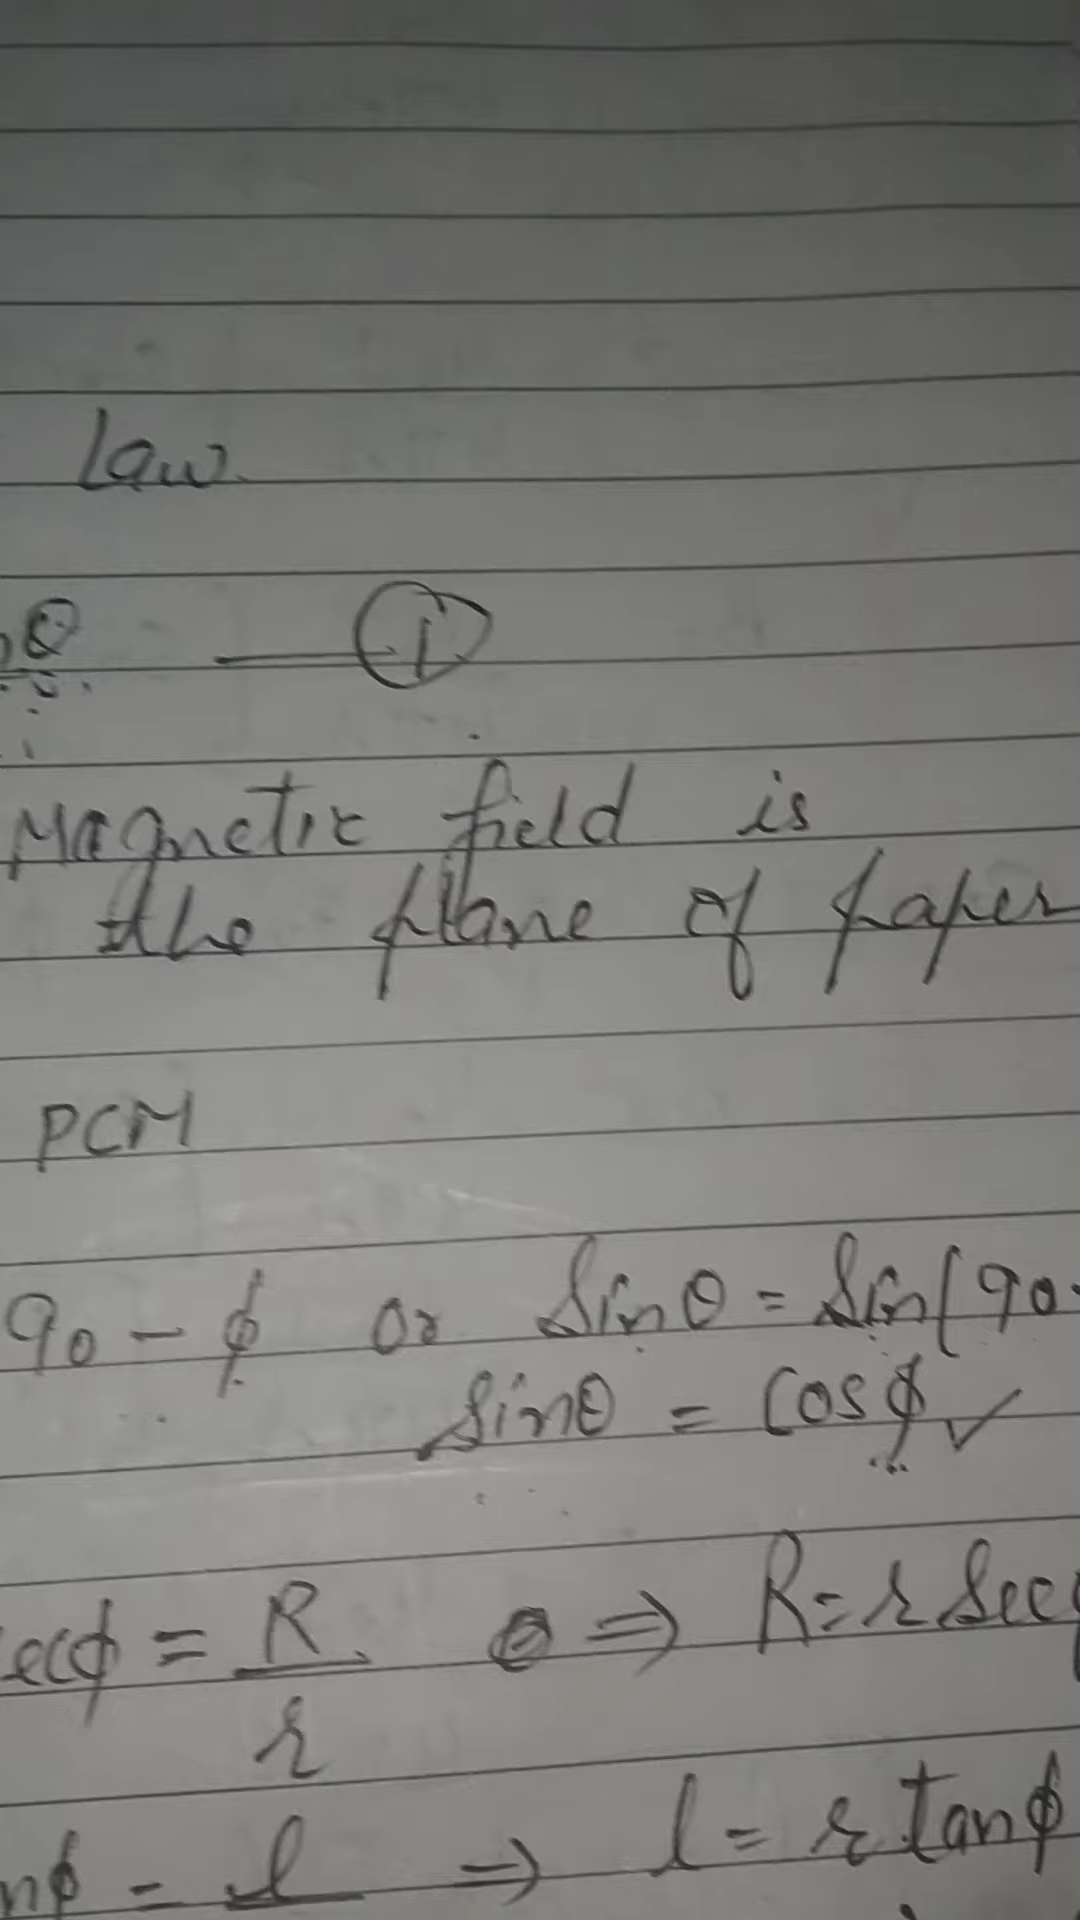 Law.
θ — 1
Magnetic field is
the plane of paper
PCM
90 - φ or Sinθ = Sin(90-
Sinθ = Cosφ ✓
ecφ = R/r ⇒ R = r Sec
nφ = l ⇒ l = r tanφ